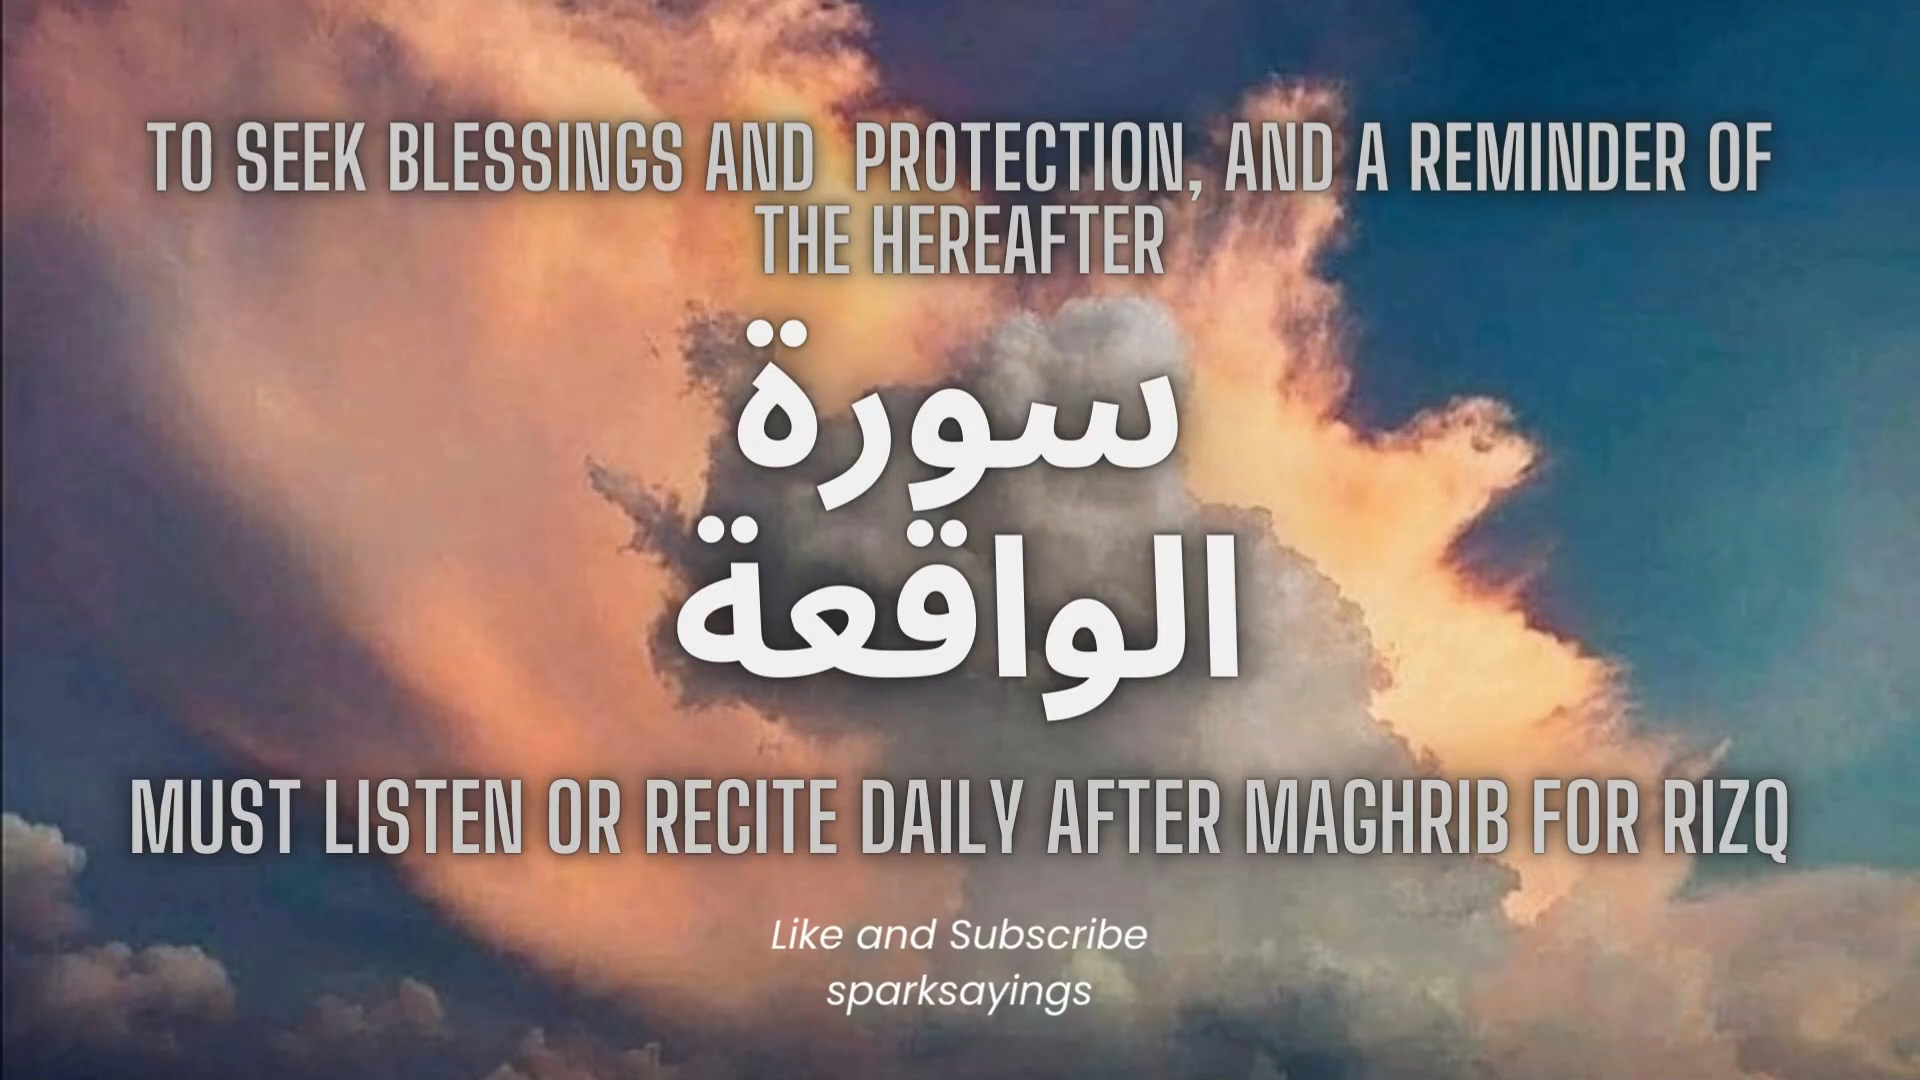 TO SEEK BLESSINGS AND PROTECTION, AND A REMINDER OF
THE HEREAFTER
سورة
الواقعة
MUST LISTEN OR RECITE DAILY AFTER MAGHRIB FOR RIZQ
Like and Subscribe
sparksayings